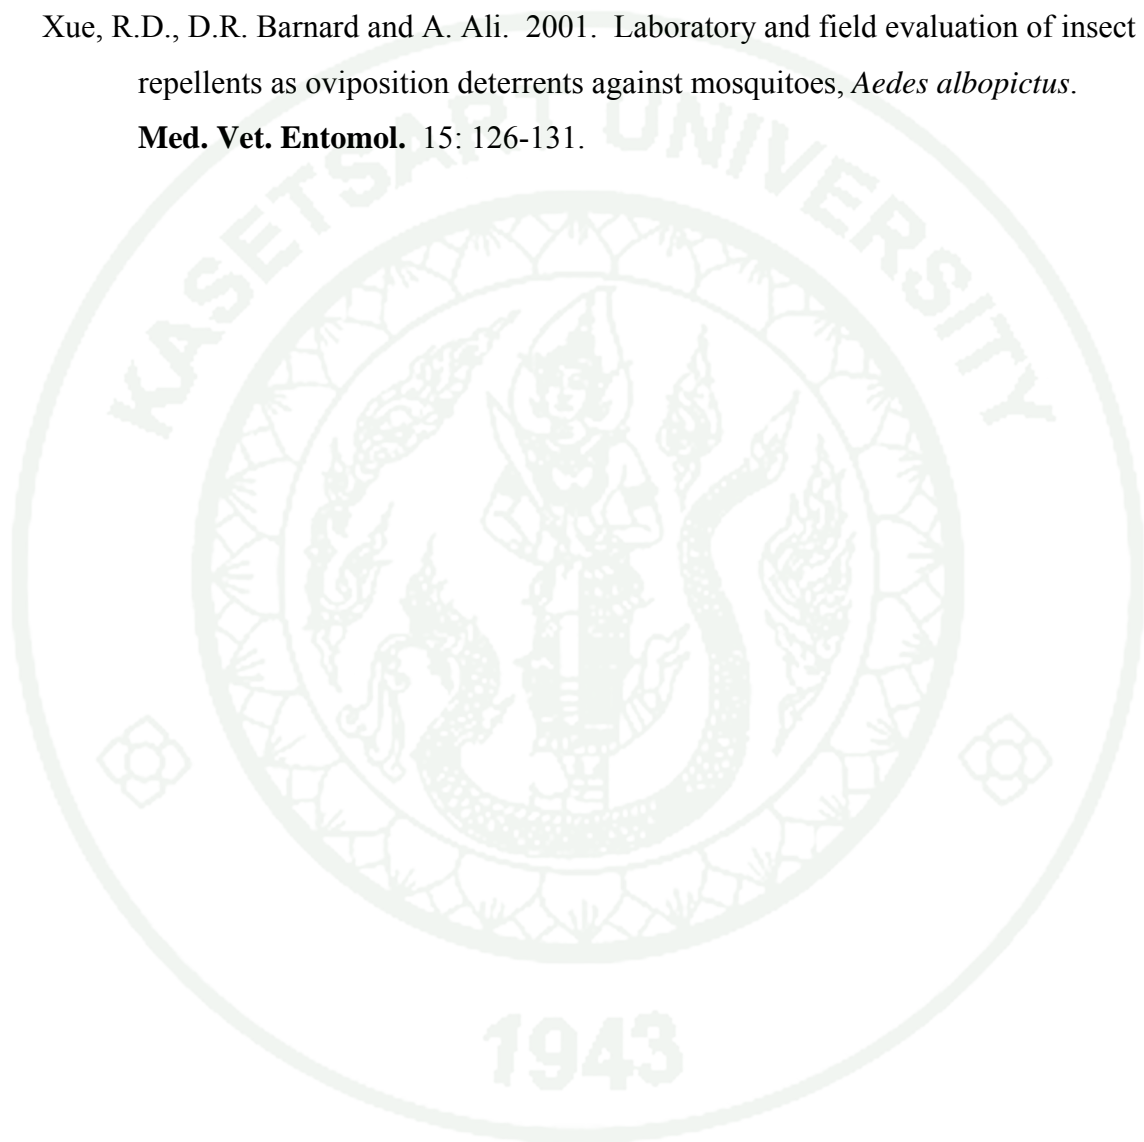 Xue, R.D., D.R. Barnard and A. Ali. 2001. Laboratory and field evaluation of insect
repellents as oviposition deterrents against mosquitoes, Aedes albopictus.
Med. Vet. Entomol. 15: 126-131.
KASETSART UNIVERSITY
1943